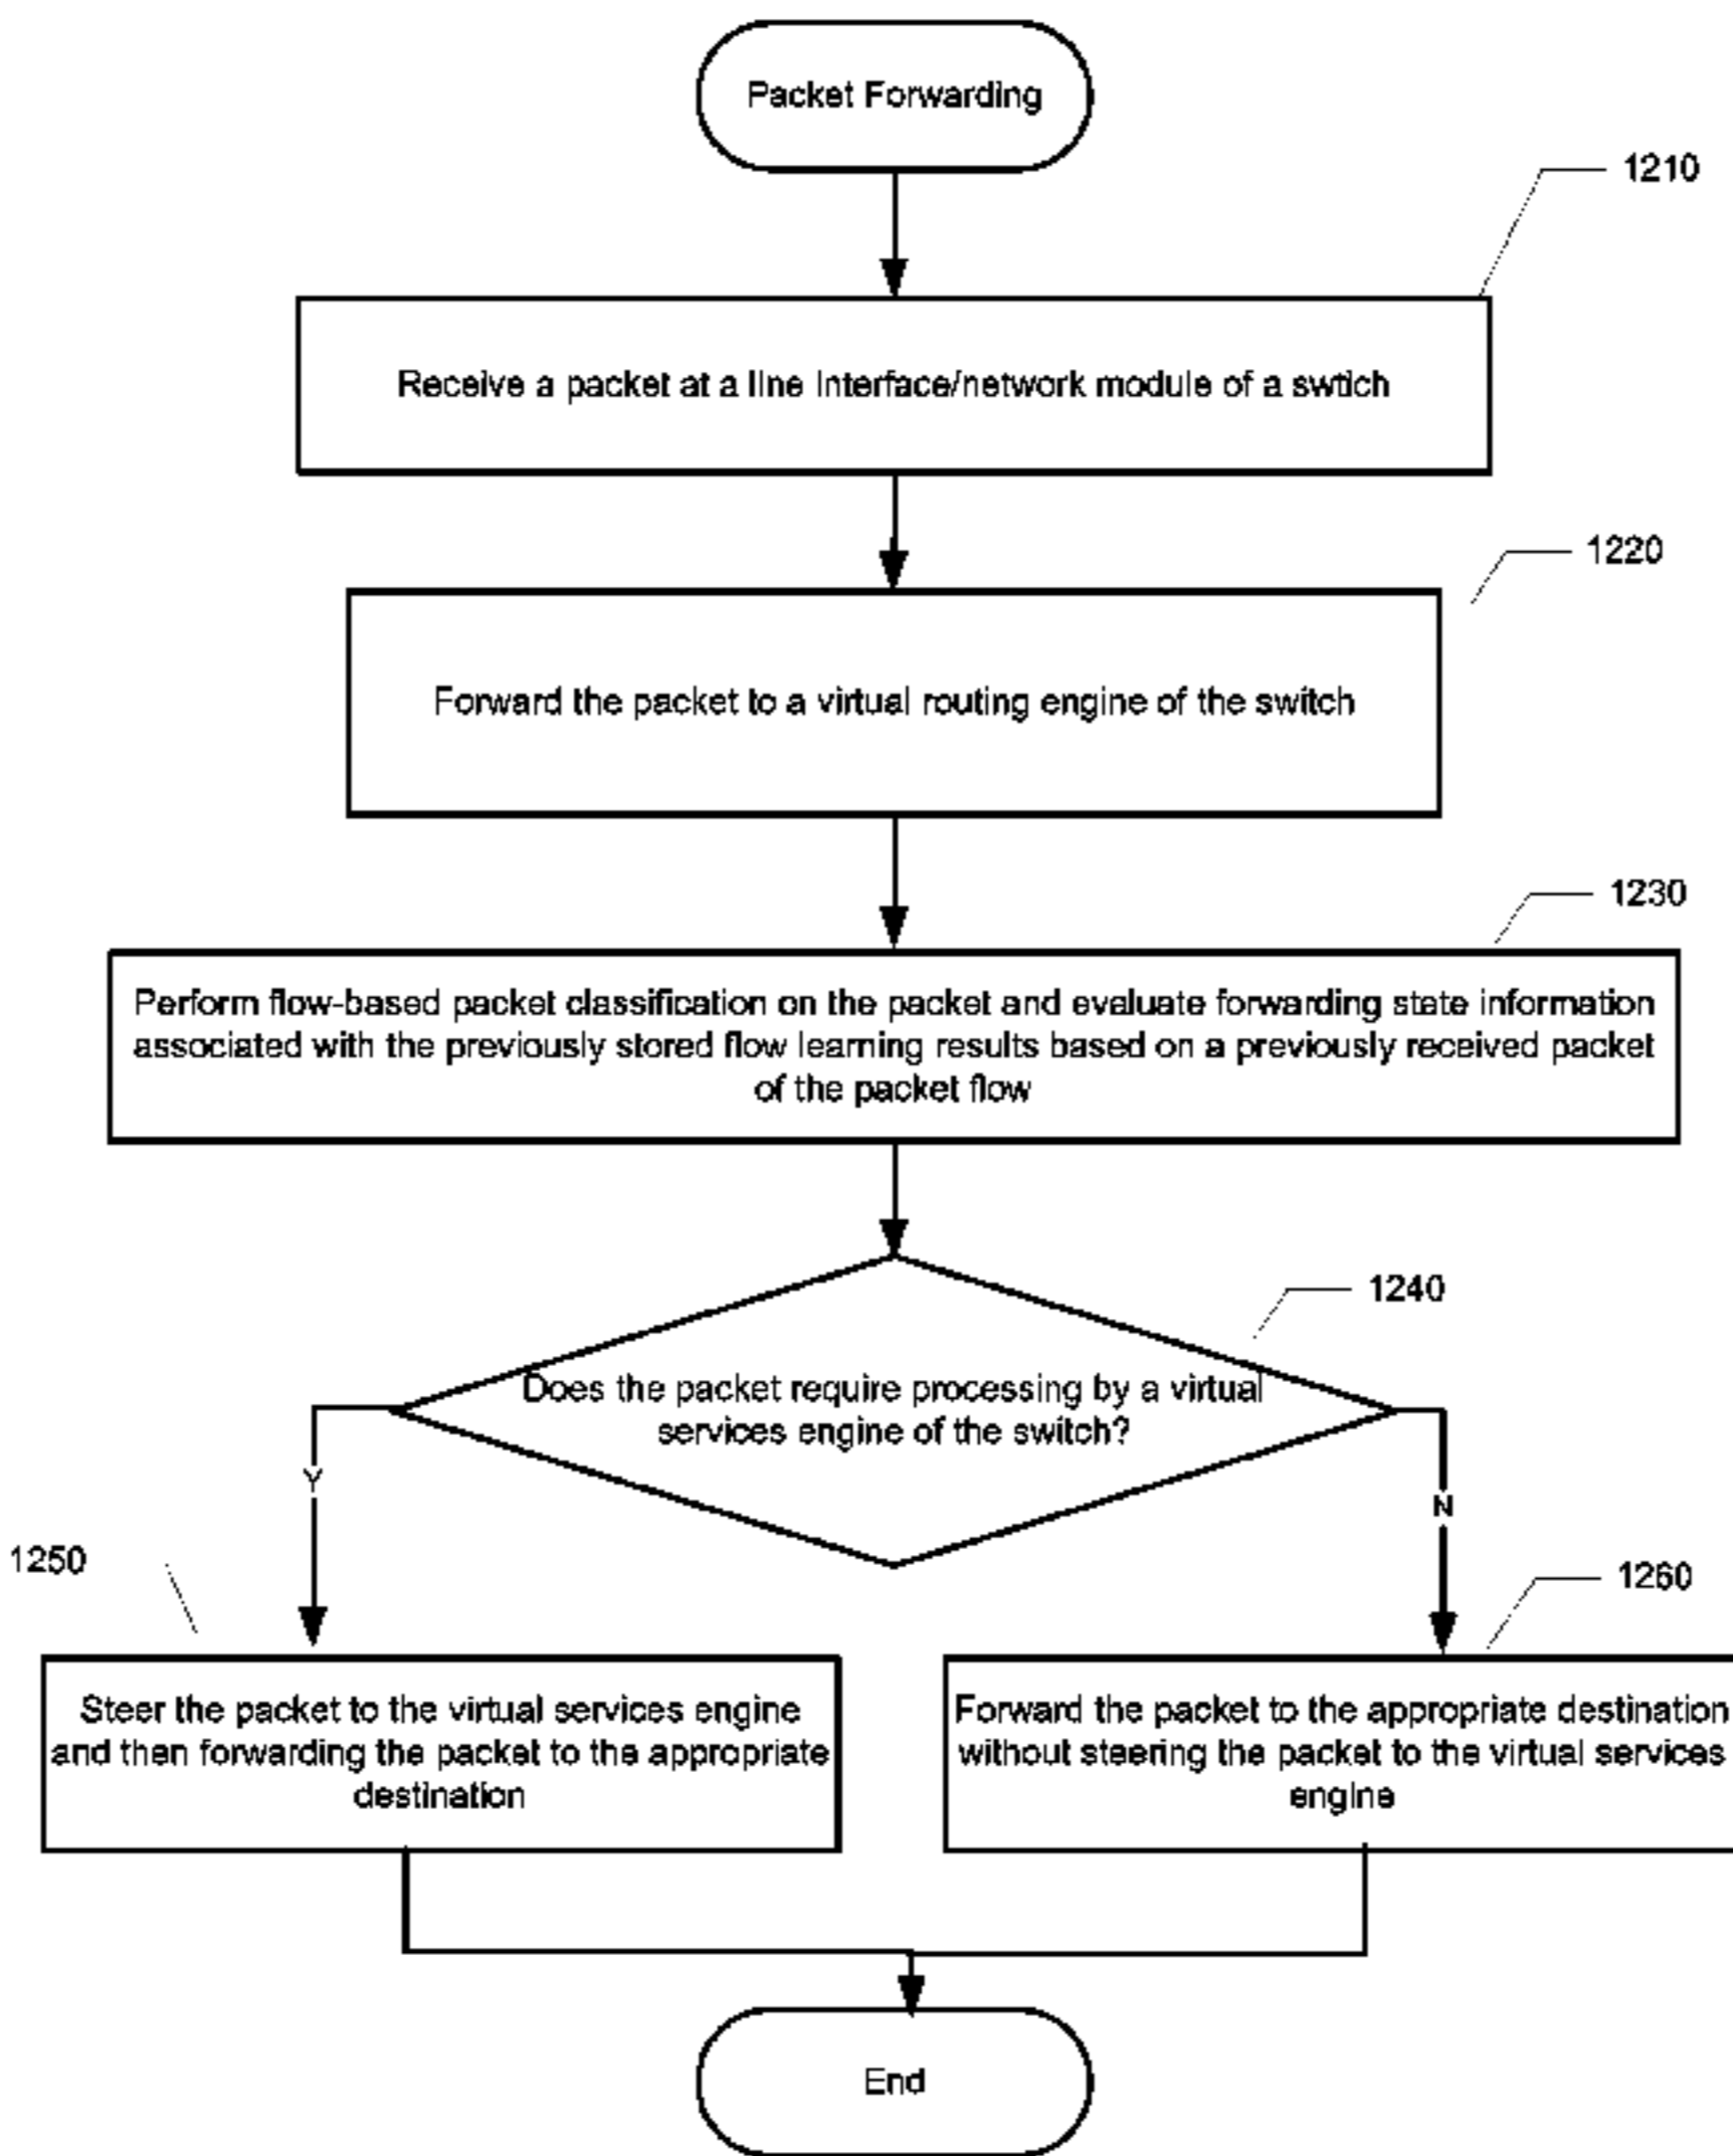 Packet Forwarding
1210
Receive a packet at a line interface/network module of a swtich
1220
Forward the packet to a virtual routing engine of the switch
1230
Perform flow-based packet classification on the packet and evaluate forwarding state information
associated with the previously stored flow learning results based on a previously received packet
of the packet flow
1240
Does the packet require processing by a virtual
services engine of the switch?
Y
N
1250
1260
Steer the packet to the virtual services engine
and then forwarding the packet to the appropriate
destination
Forward the packet to the appropriate destination
without steering the packet to the virtual services
engine
End